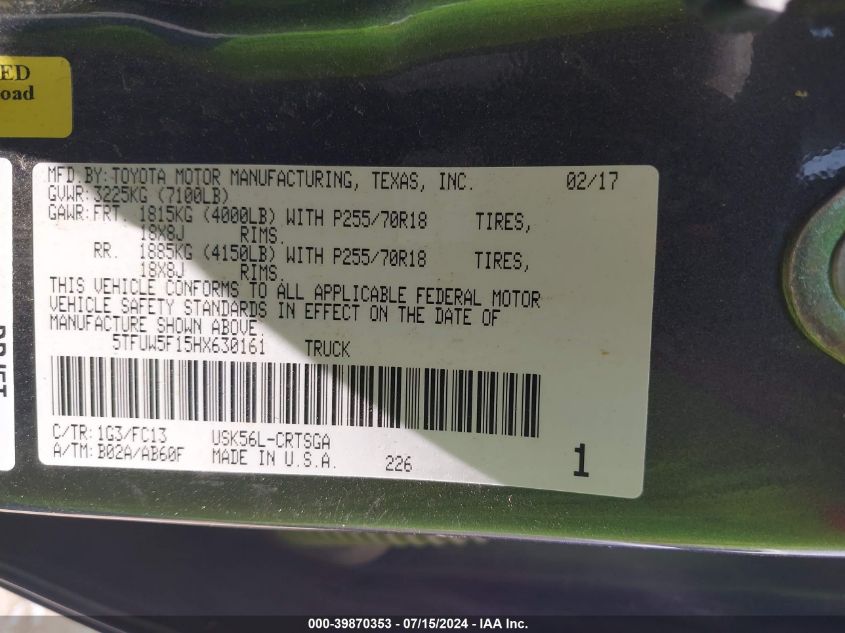 ED
oad
MFD.BY:TOYOTA MOTOR MANUFACTURING, TEXAS, INC. 02/17
GVWR:3225KG (7100LB)
GAWR:FRT. 1815KG (4000LB) WITH P255/70R18 TIRES,
18X8J RIMS.
RR. 1885KG (4150LB) WITH P255/70R18 TIRES,
18X8J RIMS.
THIS VEHICLE CONFORMS TO ALL APPLICABLE FEDERAL MOTOR
VEHICLE SAFETY STANDARDS IN EFFECT ON THE DATE OF
MANUFACTURE SHOWN ABOVE.
5TFUW5F15HX630161 TRUCK
C/TR:1G3/FC13 USK56L-CRTSGA
A/TM:B02A/AB60F MADE IN U.S.A. 226 1
000-39870353 - 07/15/2024 - IAA Inc.